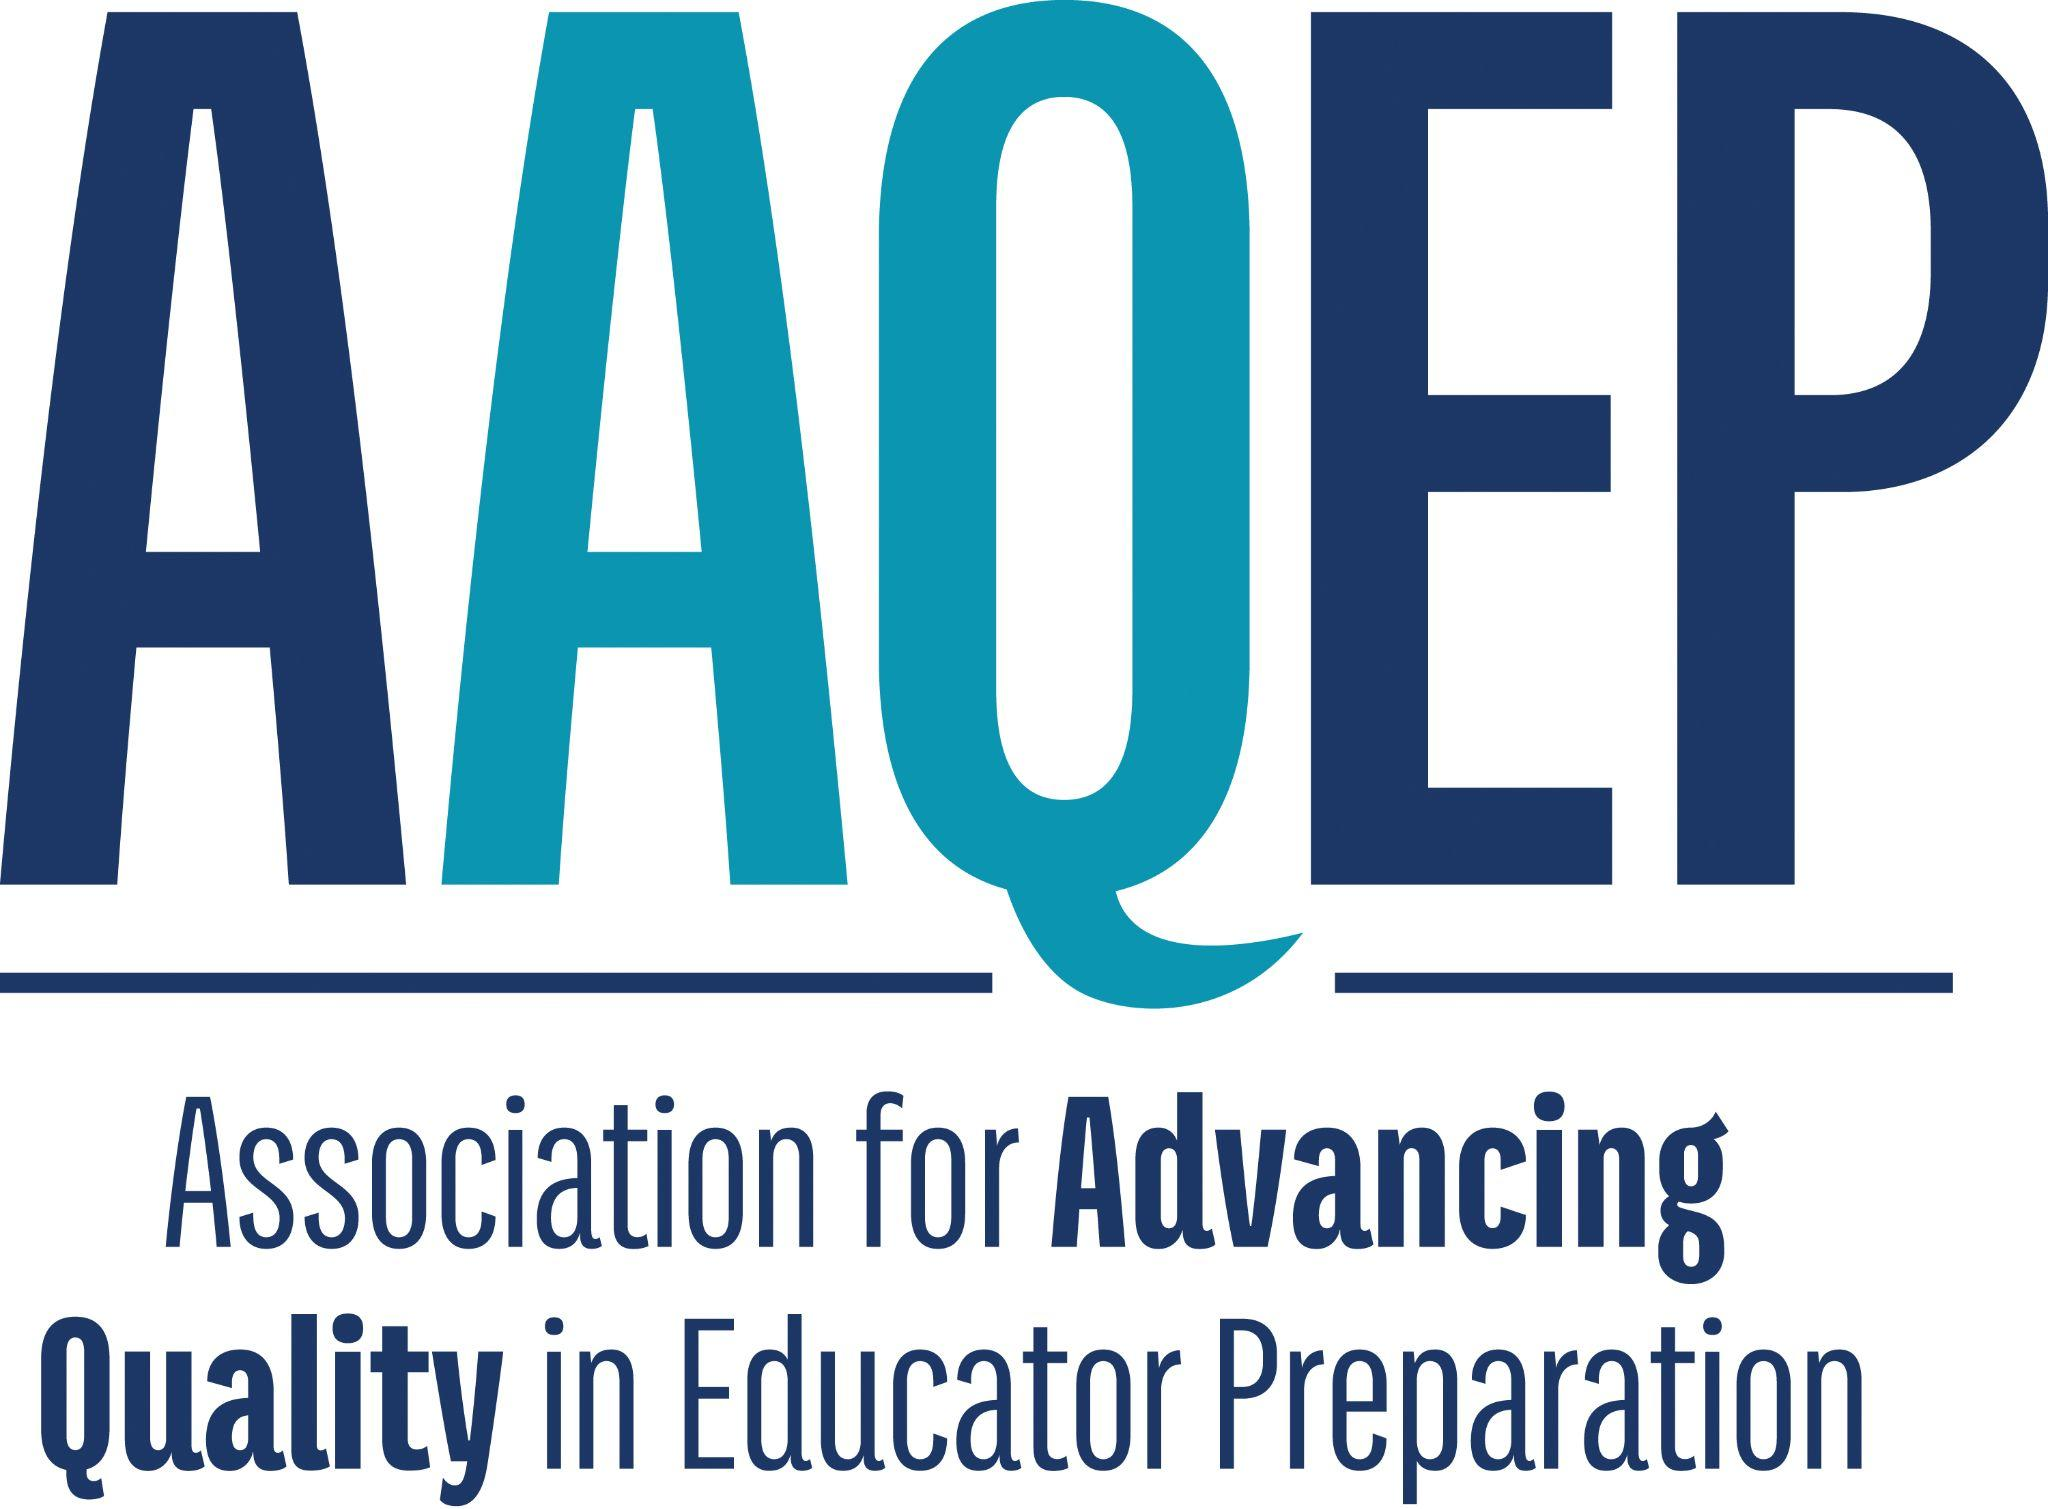 AAQEP
Association for Advancing
Quality in Educator Preparation